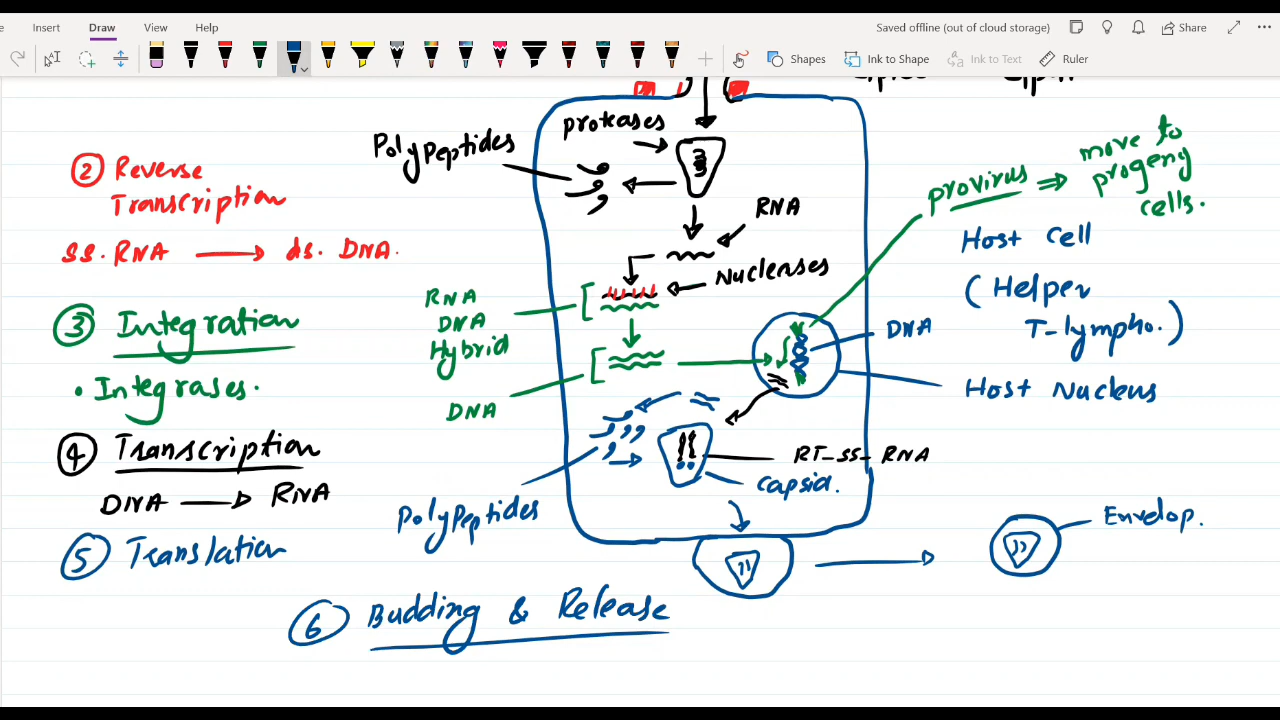 Insert Draw View Help
Saved offline (out of cloud storage)
Share
Shapes
Ink to Shape
Ink to Text
Ruler
proteases
Polypeptides
② Reverse
Transcription
ss. RNA → ds. DNA.
RNA
Nucleases
provirus ⇒ move to
progeny
cells.
Host Cell
(Helper
T-lympho.)
RNA
DNA
Hybrid
③ Integration
• Integrases.
DNA
DNA
Host Nucleus
④ Transcription
DNA → RNA
RT-SS-RNA
capsid.
Polypeptides
⑤ Translation
Envelop.
⑥ Budding & Release